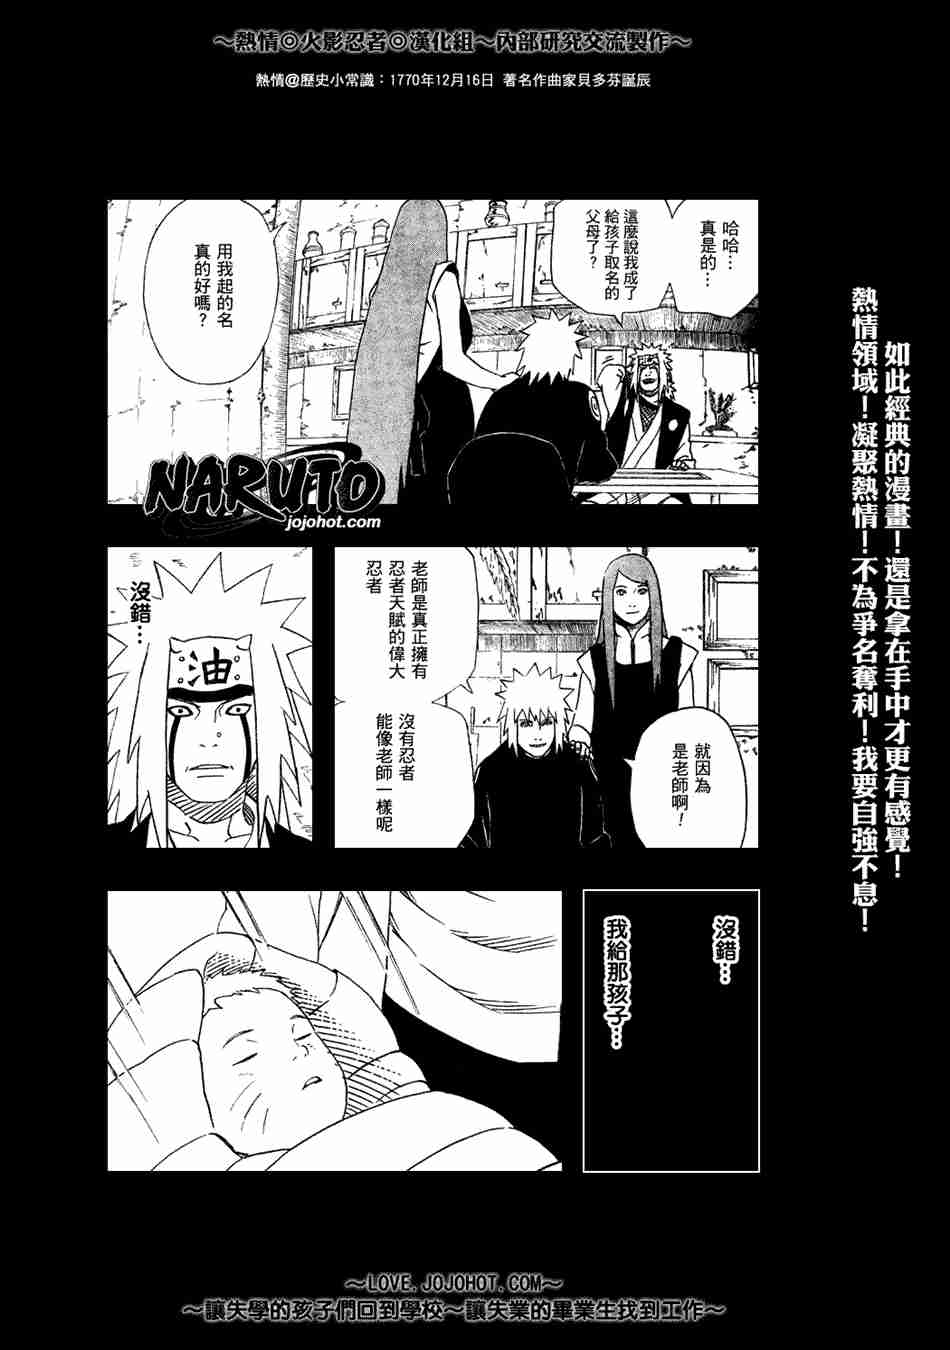 ～熱情◎火影忍者◎漢化組～內部研究交流製作～
熱情@歷史小常識：1770年12月16日 著名作曲家貝多芬誕辰
如此經典的漫畫！還是拿在手中才更有感覺！
熱情領域！凝聚熱情！不為爭名奪利！我要自強不息！
哈哈…
真是的…
這麼說我成了
給孩子取名的
父母了？
用我起的名
真的好嗎？
NARUTO
jojohot.com
就因為
是老師啊！
老師是真正擁有
忍者天賦的偉大
忍者
沒有忍者
能像老師一樣呢
沒錯…
油
沒錯…
我給那孩子…
～LOVE.JOJOHOT.COM～
～讓失學的孩子們回到學校～讓失業的畢業生找到工作～